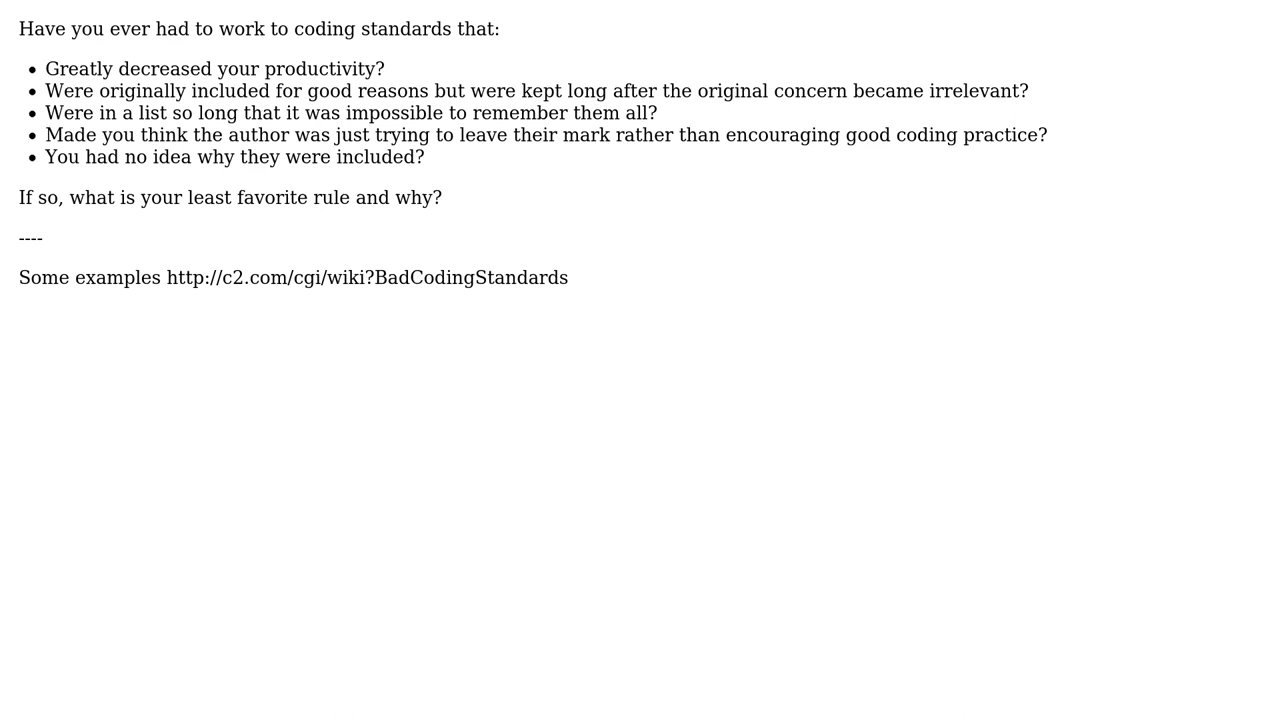 Have you ever had to work to coding standards that:
• Greatly decreased your productivity?
• Were originally included for good reasons but were kept long after the original concern became irrelevant?
• Were in a list so long that it was impossible to remember them all?
• Made you think the author was just trying to leave their mark rather than encouraging good coding practice?
• You had no idea why they were included?
If so, what is your least favorite rule and why?
----
Some examples http://c2.com/cgi/wiki?BadCodingStandards